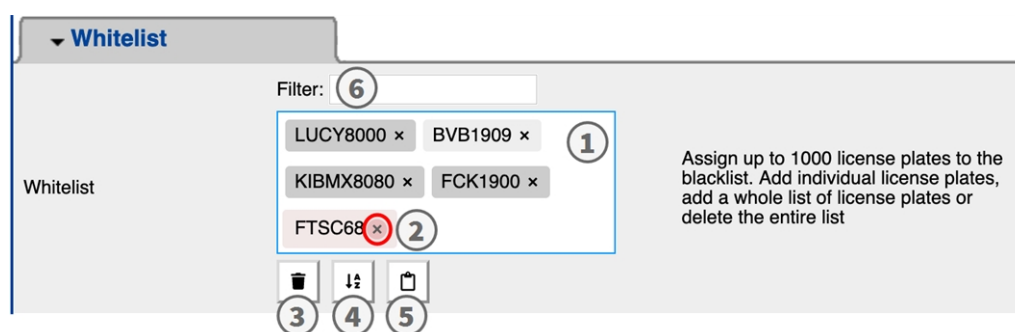 Whitelist
Filter: 6
LUCY8000 × BVB1909 × 1
Whitelist
KIBMX8080 × FCK1900 ×
FTSC68 × 2
Assign up to 1000 license plates to the
blacklist. Add individual license plates,
add a whole list of license plates or
delete the entire list
A
Z
3 4 5